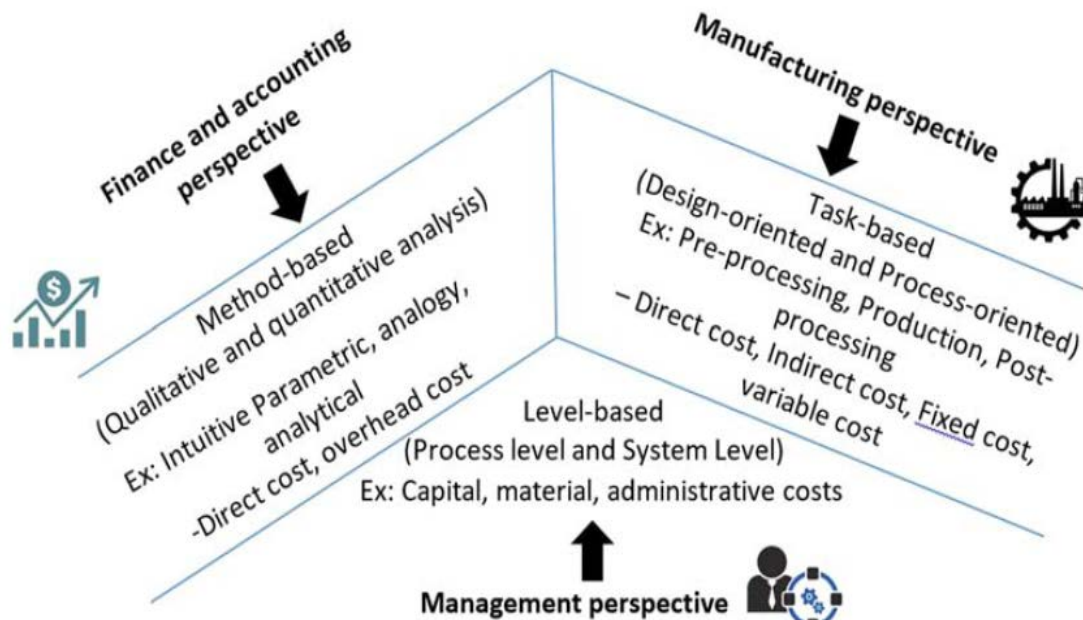 Finance and accounting
perspective
Method-based
(Qualitative and quantitative analysis)
Ex: Intuitive Parametric, analogy,
analytical
-Direct cost, overhead cost
Manufacturing perspective
Task-based
(Design-oriented and Process-oriented)
Ex: Pre-processing, Production, Post-
processing
– Direct cost, Indirect cost, Fixed cost,
variable cost
Level-based
(Process level and System Level)
Ex: Capital, material, administrative costs
Management perspective
$